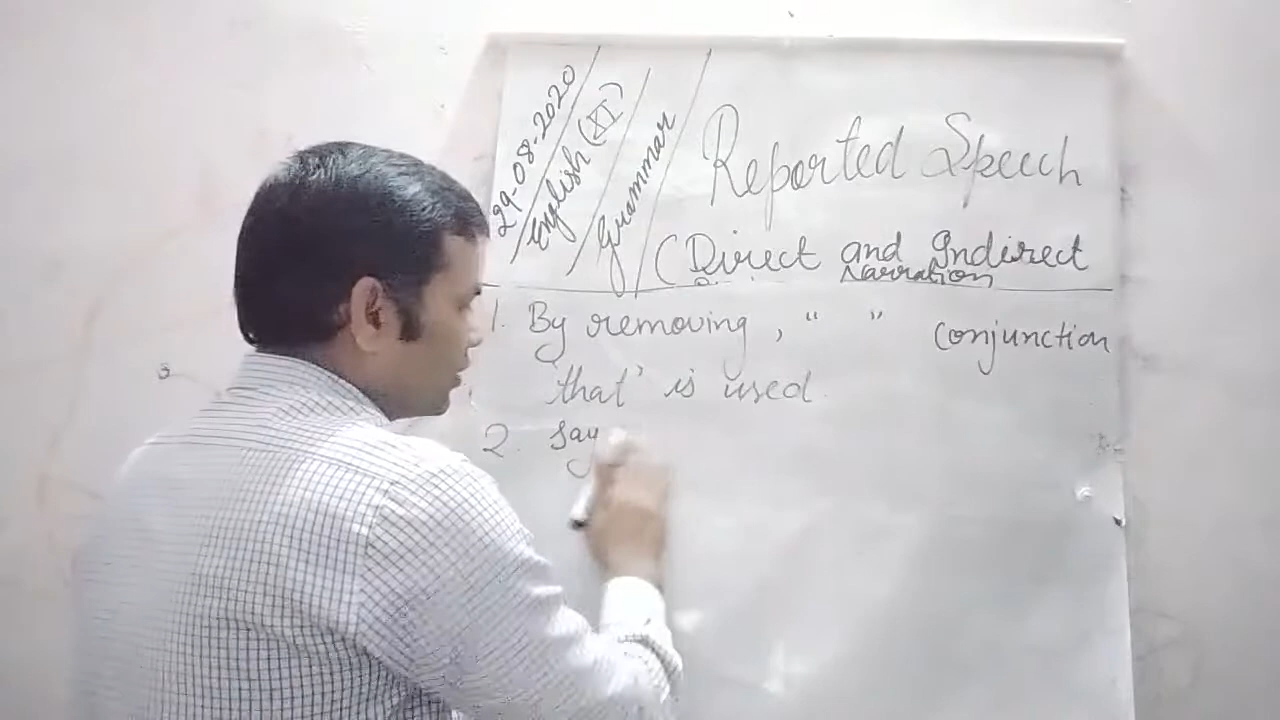 29-08-2020
English (XI)
Grammar
Reported Speech
(Direct and Indirect
Narration
1. By removing , “ ” Conjunction
'that' is used
2. Say